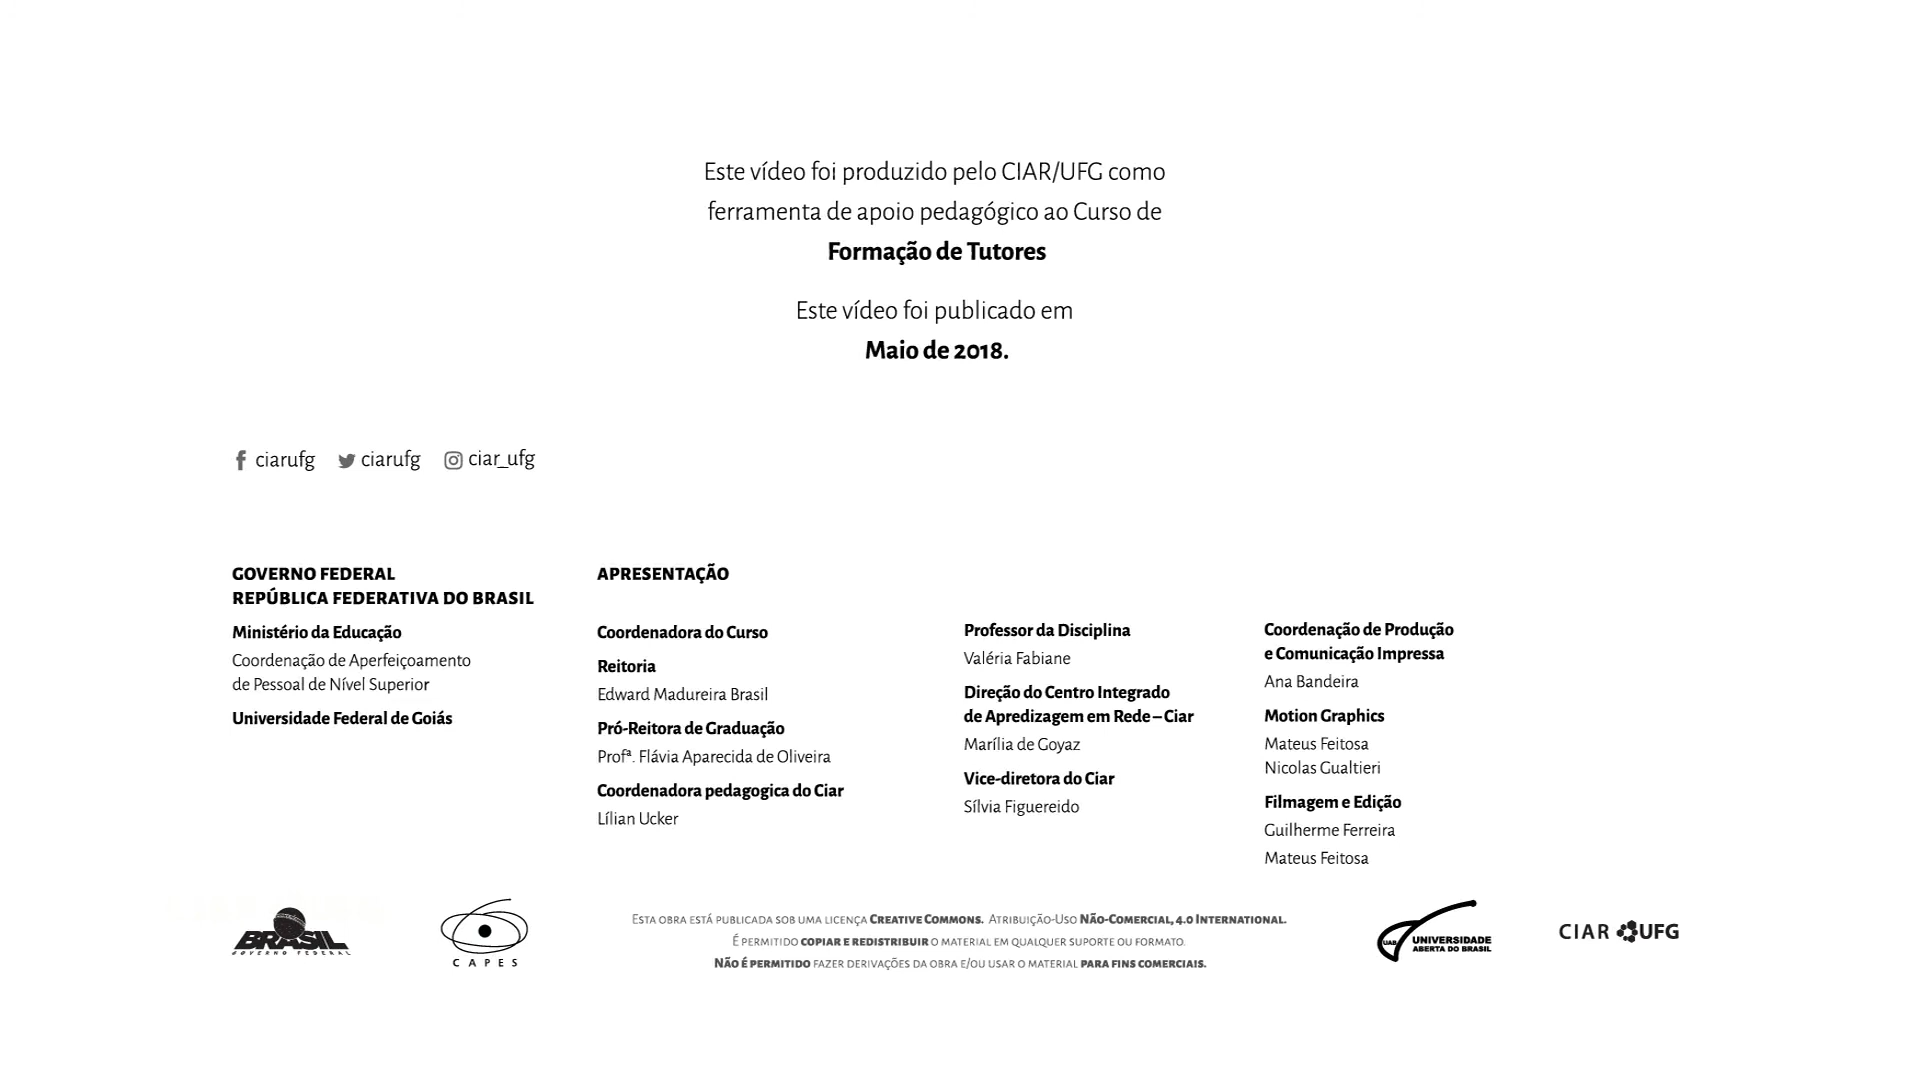 Este vídeo foi produzido pelo CIAR/UFG como
ferramenta de apoio pedagógico ao Curso de
Formação de Tutores
Este vídeo foi publicado em
Maio de 2018.
ciarufg ciarufg ciar_ufg
GOVERNO FEDERAL
REPÚBLICA FEDERATIVA DO BRASIL
Ministério da Educação
Coordenação de Aperfeiçoamento
de Pessoal de Nível Superior
Universidade Federal de Goiás
APRESENTAÇÃO
Coordenadora do Curso
Reitoria
Edward Madureira Brasil
Pró-Reitora de Graduação
Profª. Flávia Aparecida de Oliveira
Coordenadora pedagogica do Ciar
Lílian Ucker
Professor da Disciplina
Valéria Fabiane
Direção do Centro Integrado
de Apredizagem em Rede – Ciar
Marília de Goyaz
Vice-diretora do Ciar
Sílvia Figuereido
Coordenação de Produção
e Comunicação Impressa
Ana Bandeira
Motion Graphics
Mateus Feitosa
Nicolas Gualtieri
Filmagem e Edição
Guilherme Ferreira
Mateus Feitosa
BRASIL
GOVERNO FEDERAL
CAPES
Esta obra está publicada sob uma licença Creative Commons. Atribuição-Uso Não-Comercial, 4.0 International.
É permitido copiar e redistribuir o material em qualquer suporte ou formato.
Não é permitido fazer derivações da obra e/ou usar o material para fins comerciais.
UAB UNIVERSIDADE
ABERTA DO BRASIL
CIAR UFG